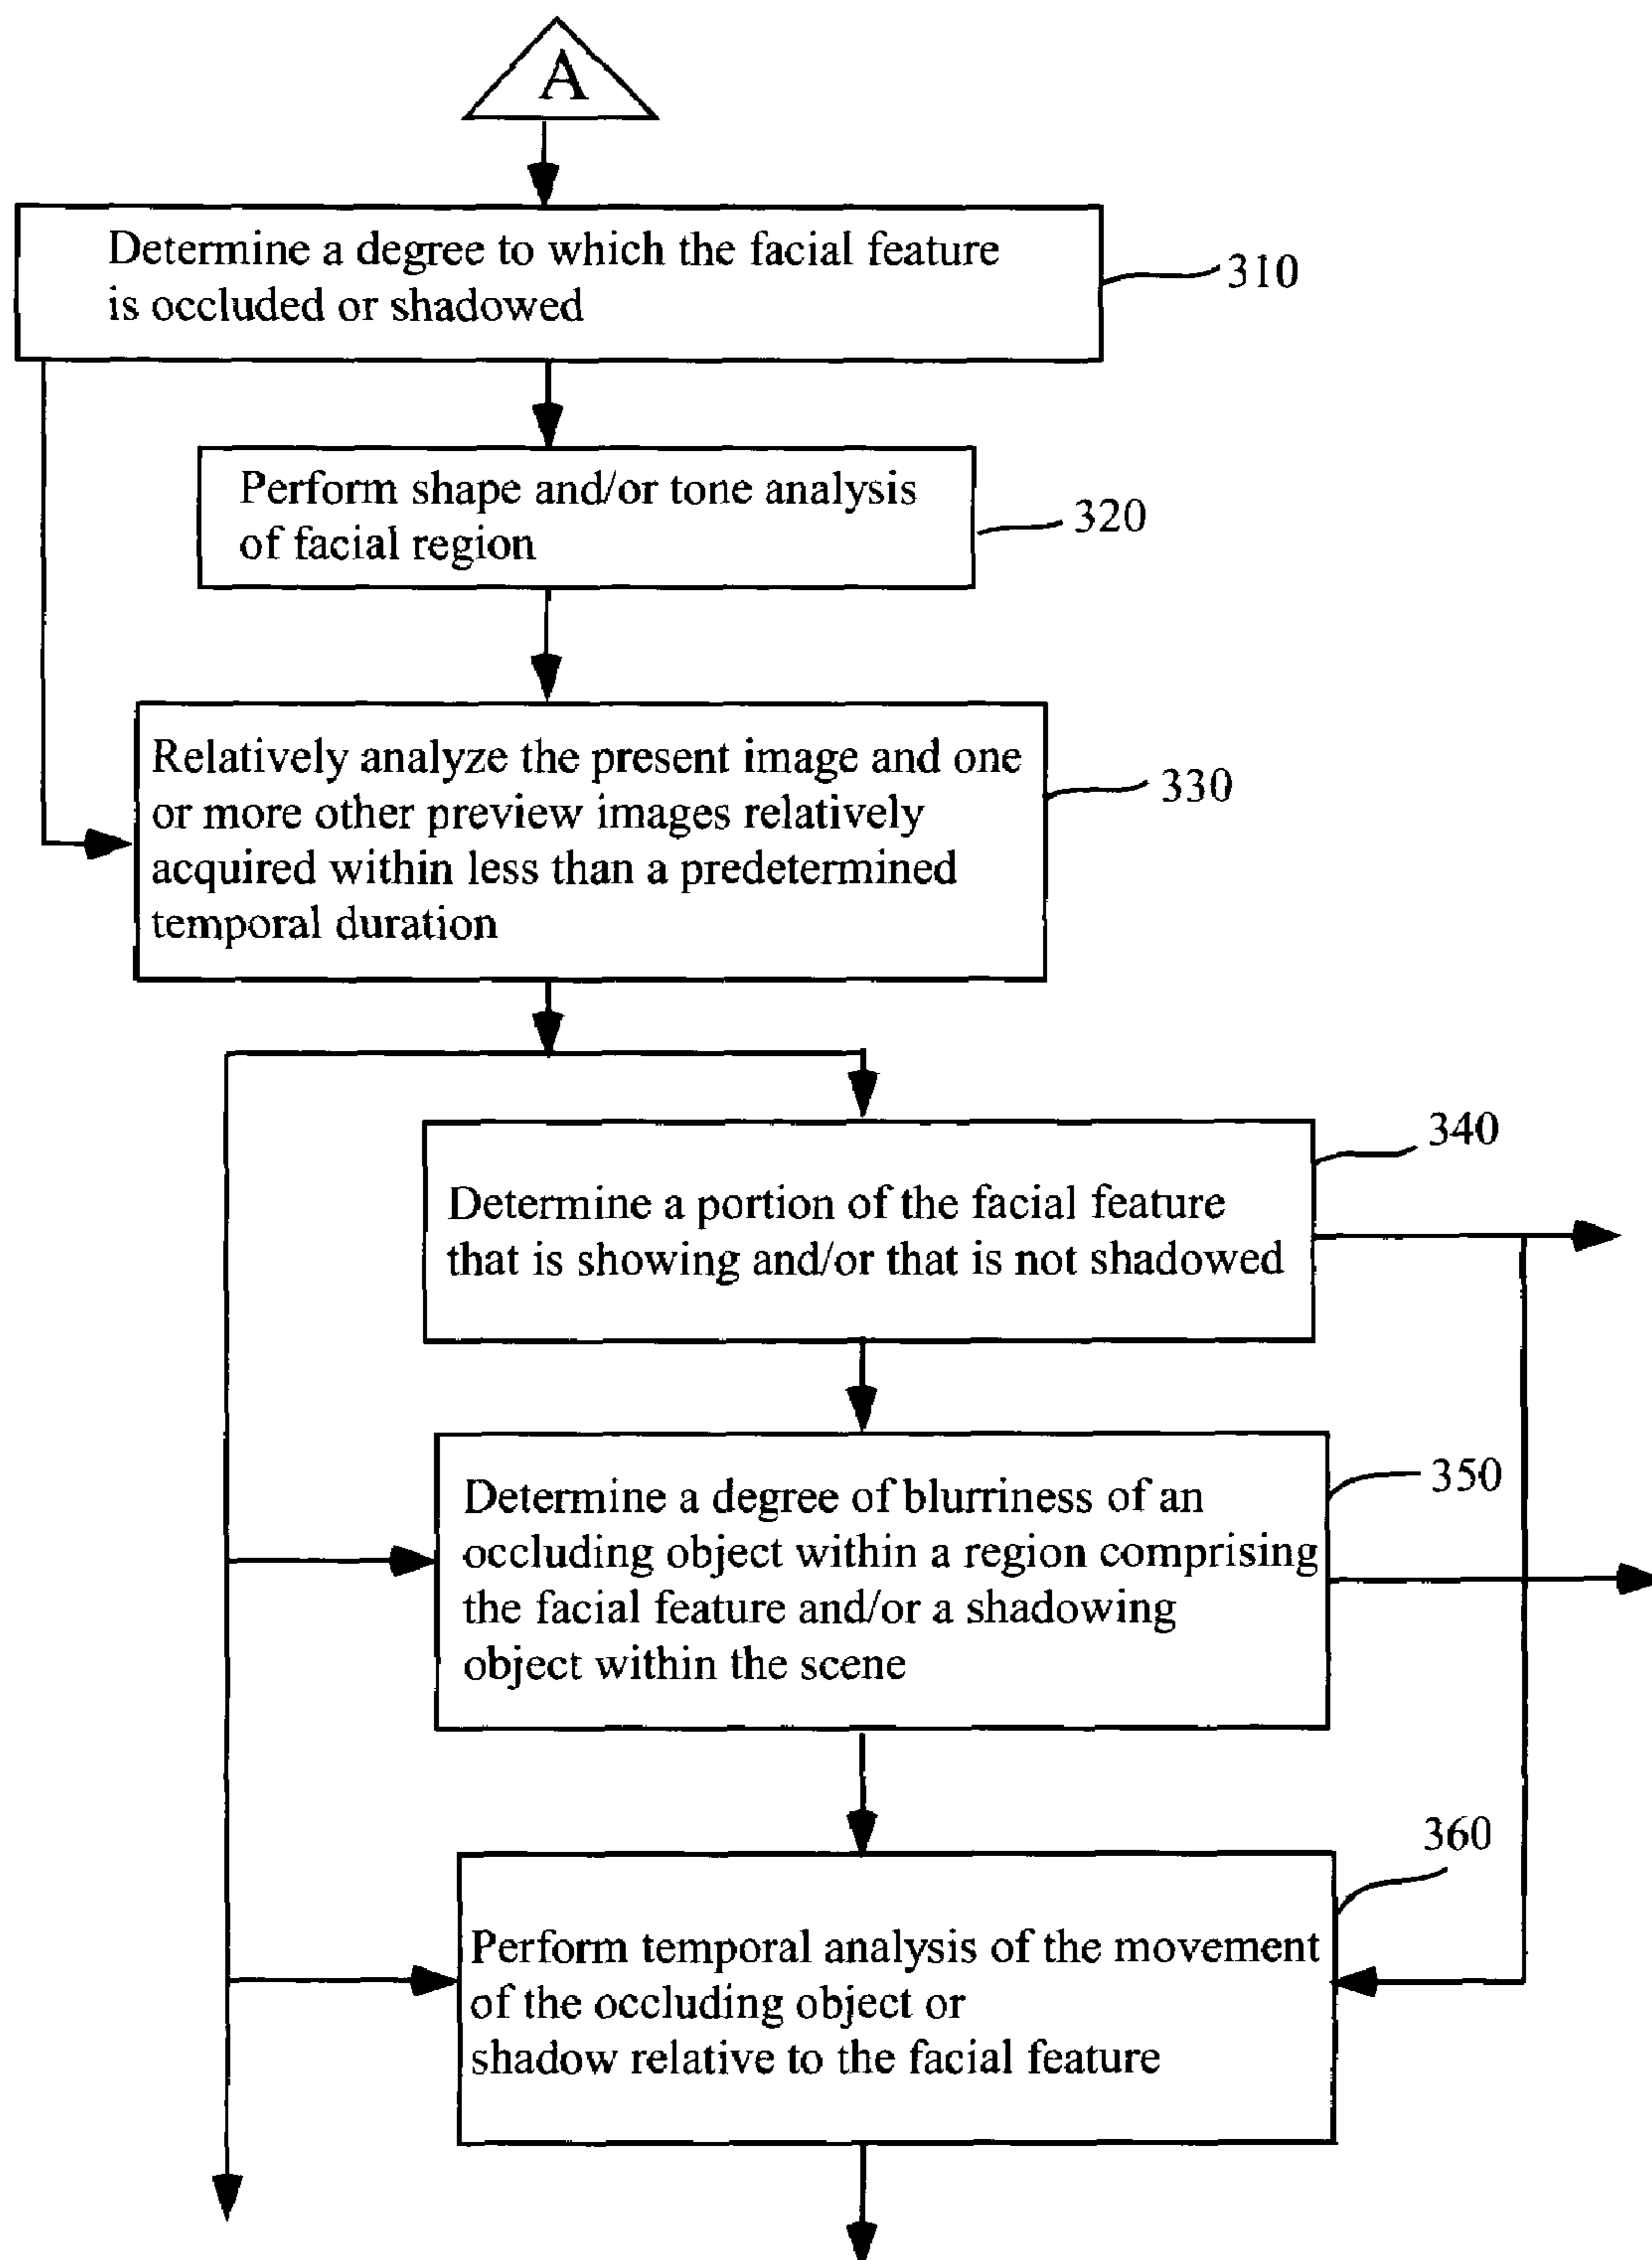 A
Determine a degree to which the facial feature
is occluded or shadowed
310
Perform shape and/or tone analysis
of facial region
320
Relatively analyze the present image and one
or more other preview images relatively
acquired within less than a predetermined
temporal duration
330
340
Determine a portion of the facial feature
that is showing and/or that is not shadowed
350
Determine a degree of blurriness of an
occluding object within a region comprising
the facial feature and/or a shadowing
object within the scene
360
Perform temporal analysis of the movement
of the occluding object or
shadow relative to the facial feature